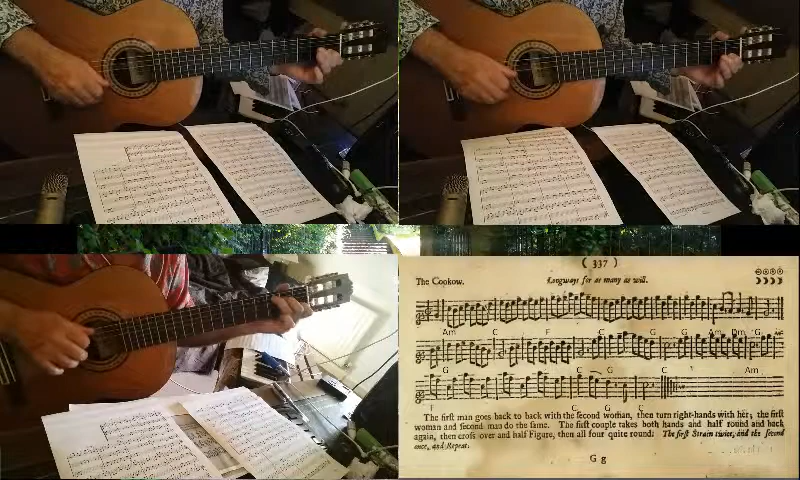 ( 337 )
The Cookow.
Longways for as many as will.
Am C F C G G Am Dm G
G C Am
F C G C
The first man goes back to back with the second woman, then turn right-hands with her; the first
woman and second man do the same. The first couple takes both hands and half round and back
again, then cross over and half Figure, then all four quite round: The first Strain twice, and the second
once, and Repeat.
G g